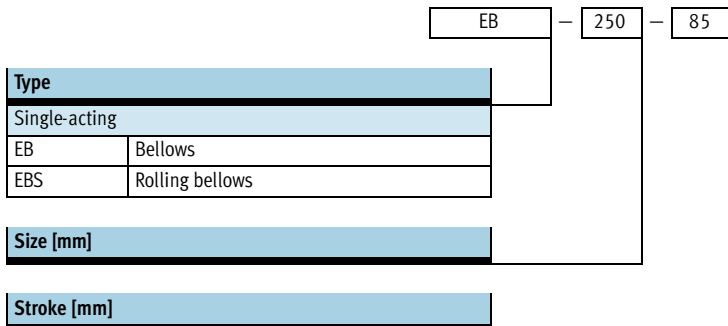 EB — 250 — 85
Type
Single-acting
EB Bellows
EBS Rolling bellows
Size [mm]
Stroke [mm]